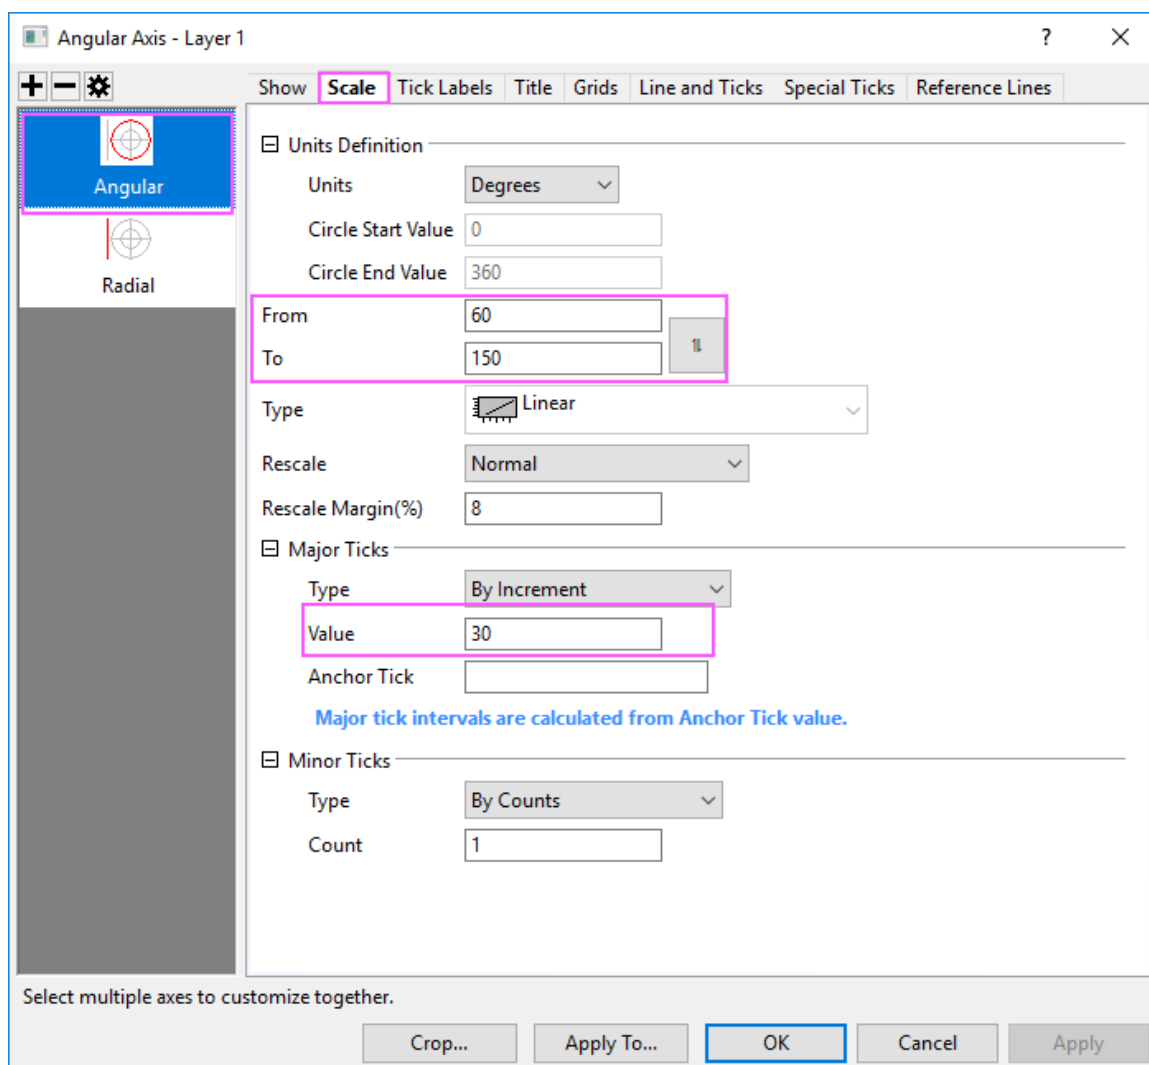 Angular Axis - Layer 1
Show Scale Tick Labels Title Grids Line and Ticks Special Ticks Reference Lines
Angular
Radial
Units Definition
Units Degrees
Circle Start Value 0
Circle End Value 360
From 60
To 150
Type Linear
Rescale Normal
Rescale Margin(%) 8
Major Ticks
Type By Increment
Value 30
Anchor Tick
Major tick intervals are calculated from Anchor Tick value.
Minor Ticks
Type By Counts
Count 1
Select multiple axes to customize together.
Crop... Apply To... OK Cancel Apply